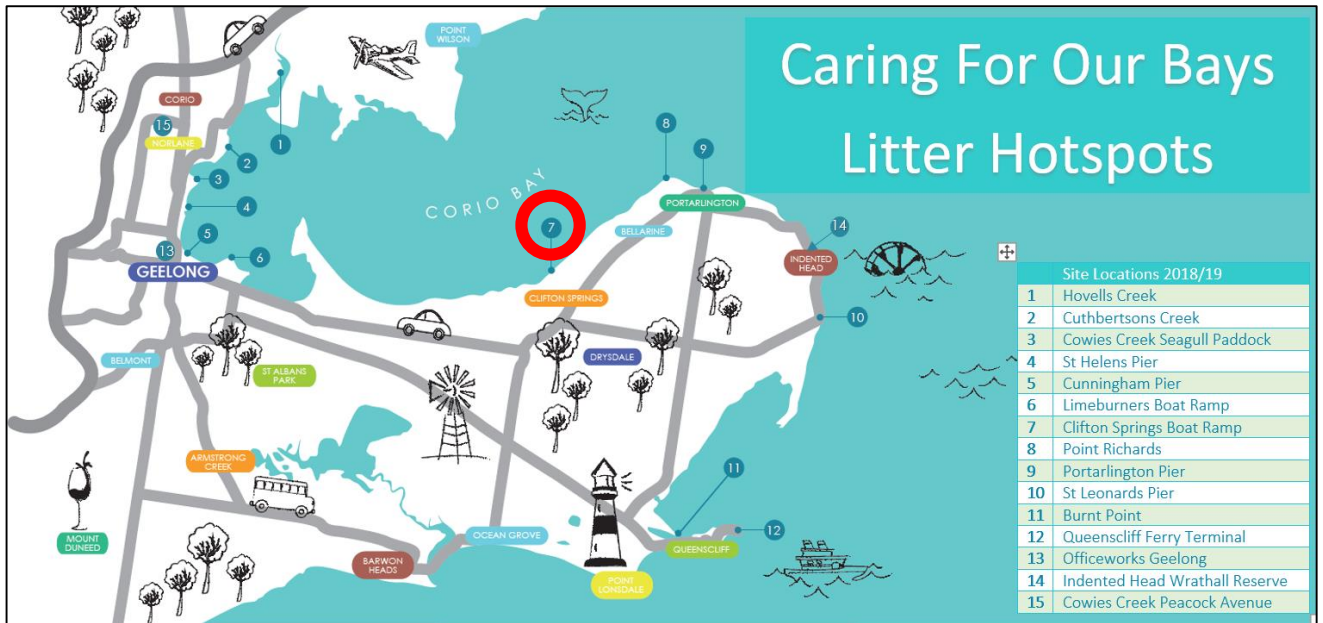 Caring For Our Bays
Litter Hotspots
POINT
WILSON
CORIO
15
NORLANE
1
2
3
4
5
6
13
GEELONG
CORIO BAY
7
8
9
PORTARLINGTON
BELLARINE
14
INDENTED
HEAD
CLIFTON SPRINGS
10
DRYSDALE
BELMONT
ST ALBANS
PARK
ARMSTRONG
CREEK
MOUNT
DUNEED
BARWON
HEADS
OCEAN GROVE
11
12
QUEENSCLIFF
POINT
LONSDALE
Site Locations 2018/19
1 Hovells Creek
2 Cuthbertsons Creek
3 Cowies Creek Seagull Paddock
4 St Helens Pier
5 Cunningham Pier
6 Limeburners Boat Ramp
7 Clifton Springs Boat Ramp
8 Point Richards
9 Portarlington Pier
10 St Leonards Pier
11 Burnt Point
12 Queenscliff Ferry Terminal
13 Officeworks Geelong
14 Indented Head Wrathall Reserve
15 Cowies Creek Peacock Avenue